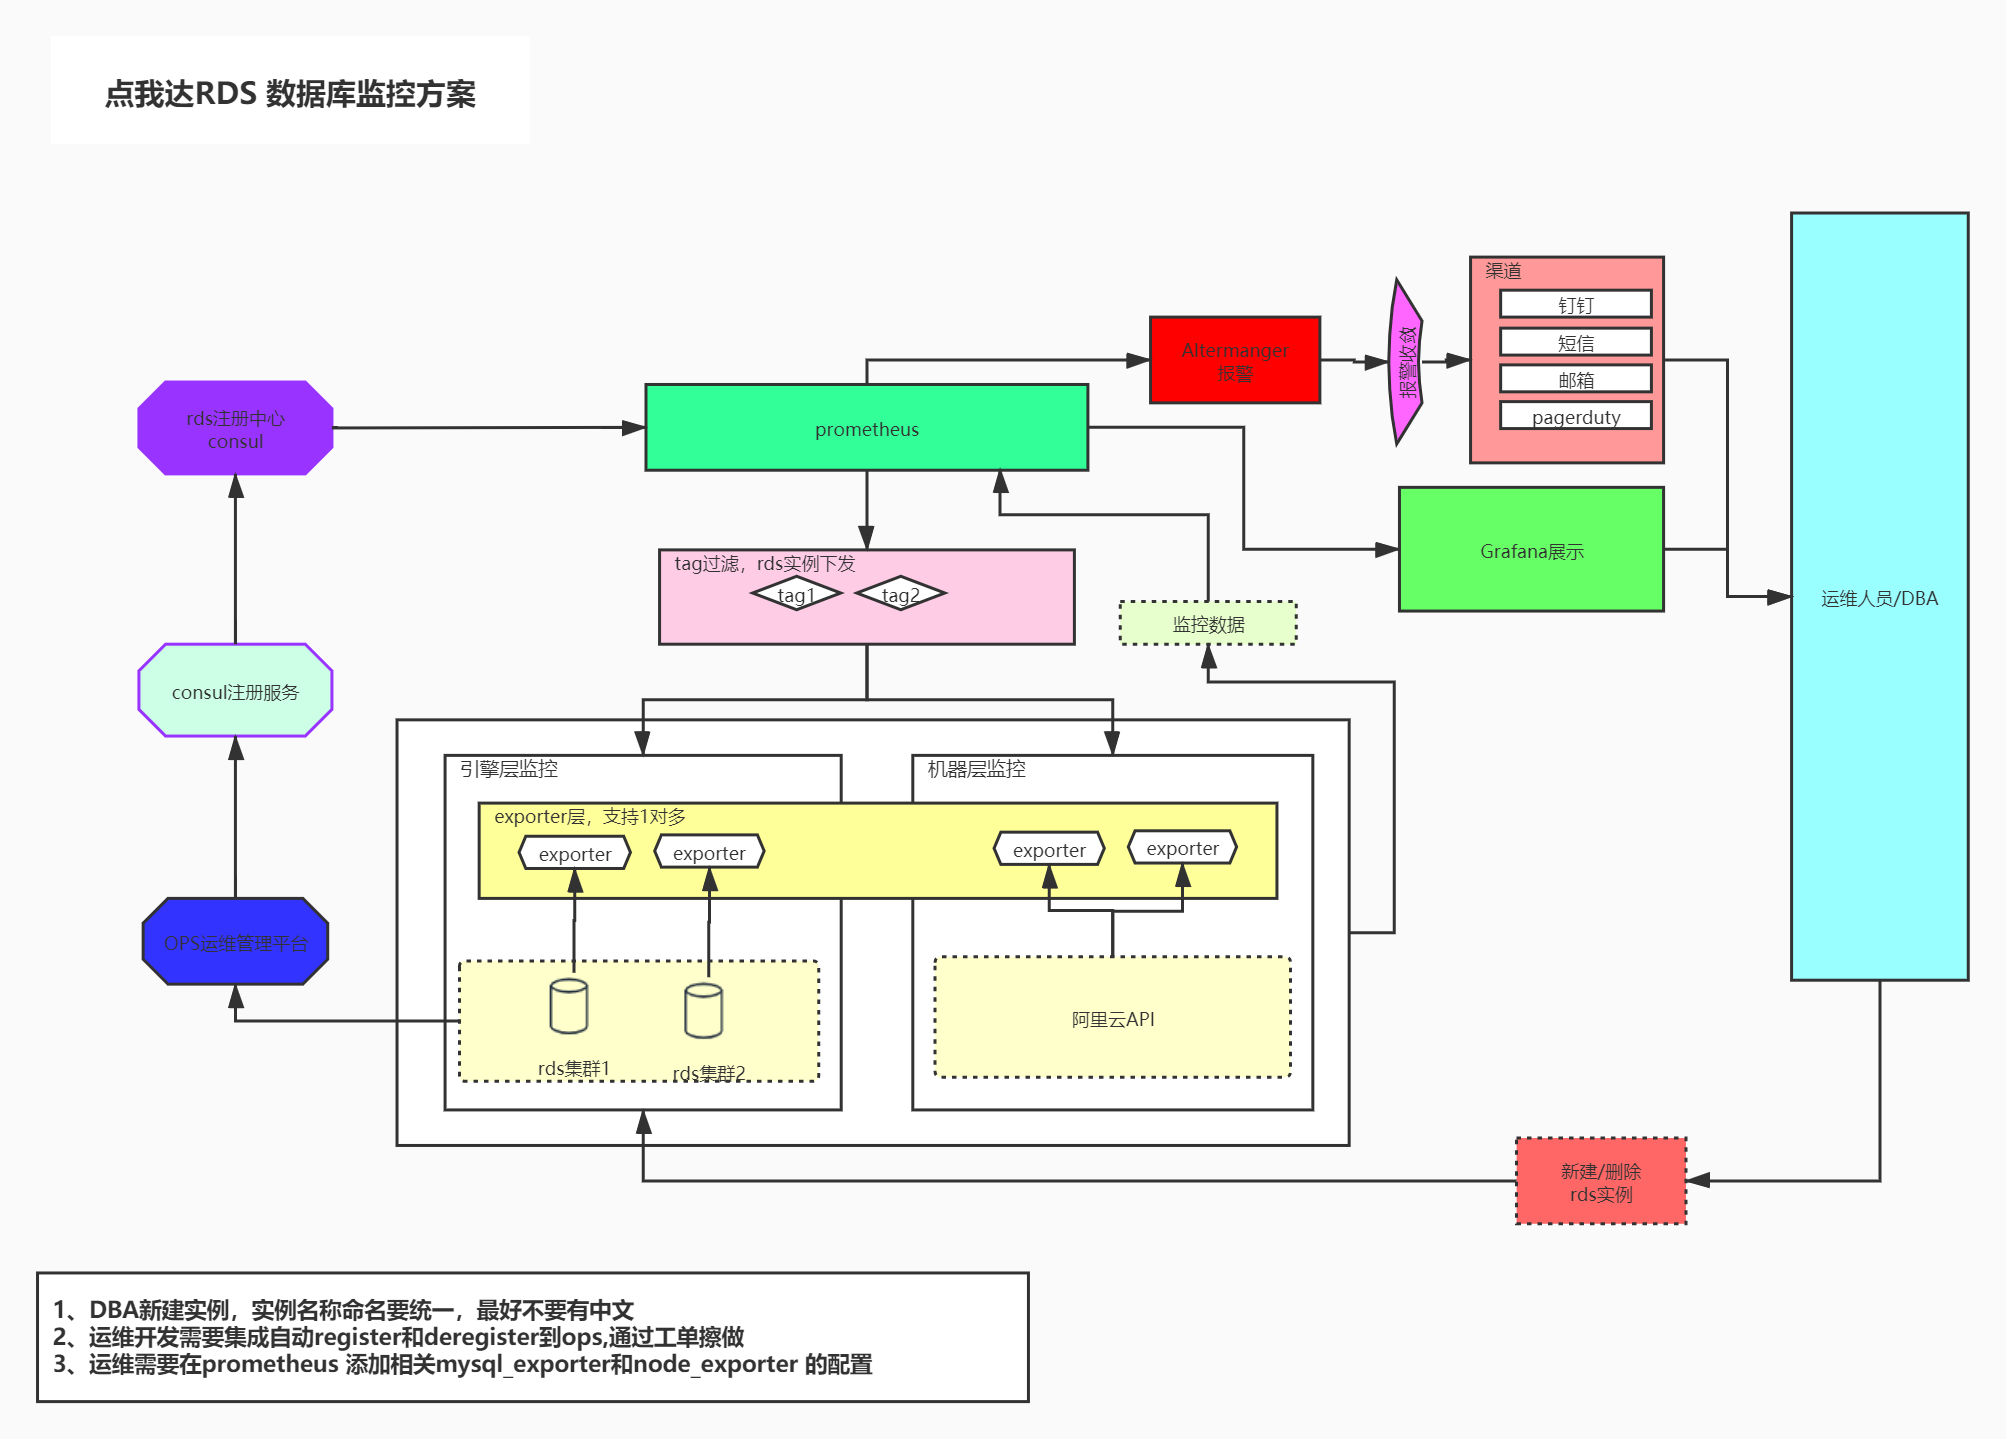 点我达RDS 数据库监控方案
渠道
钉钉
短信
邮箱
pagerduty
Altermanger
报警
报警收敛
rds注册中心
consul
prometheus
Grafana展示
运维人员/DBA
tag过滤，rds实例下发
tag1
tag2
监控数据
consul注册服务
引擎层监控
机器层监控
exporter层，支持1对多
exporter
exporter
exporter
exporter
OPS运维管理平台
rds集群1
rds集群2
阿里云API
新建/删除
rds实例
1、DBA新建实例，实例名称命名要统一，最好不要有中文
2、运维开发需要集成自动register和deregister到ops,通过工单擦做
3、运维需要在prometheus 添加相关mysql_exporter和node_exporter 的配置